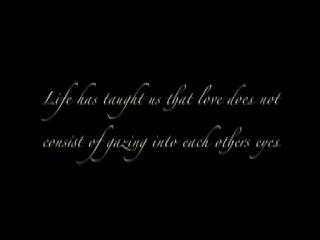 Life has taught us that love does not
consist of gazing into each others eyes